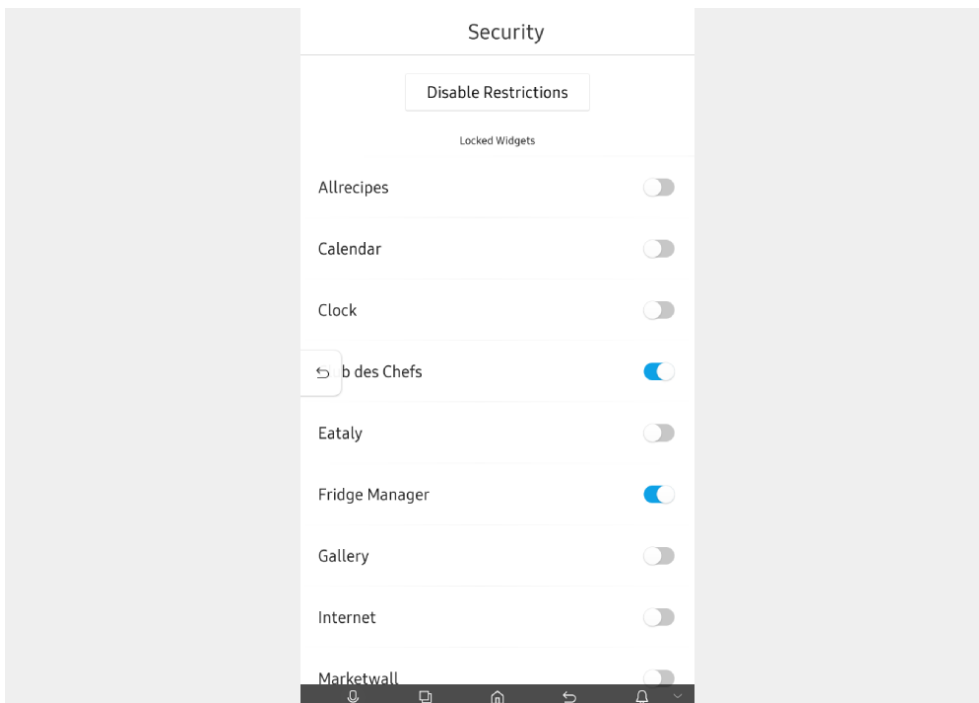 Security
Disable Restrictions
Locked Widgets
Allrecipes
Calendar
Clock
b des Chefs
Eataly
Fridge Manager
Gallery
Internet
Marketwall